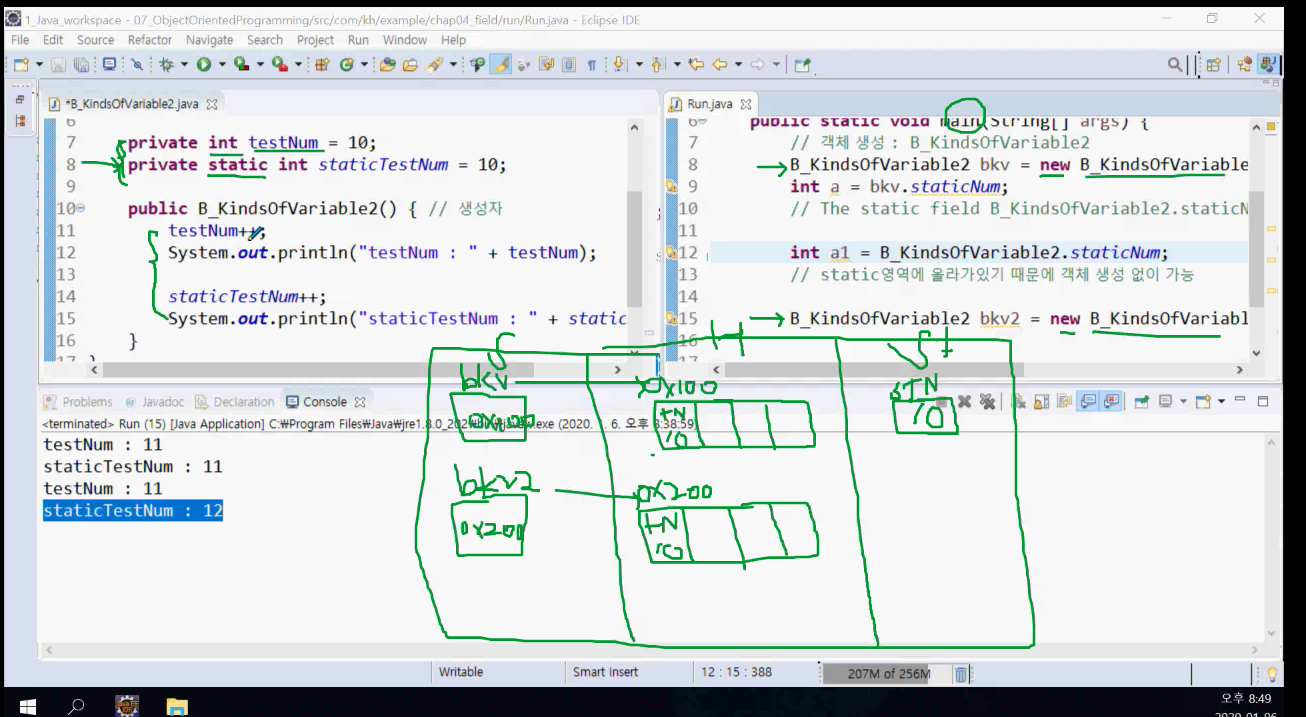 1_Java_workspace - 07_ObjectOrientedProgramming/src/com/kh/example/chap04_field/run/Run.java - Eclipse IDE
File Edit Source Refactor Navigate Search Project Run Window Help
*B_KindsOfVariable2.java
6
7 private int testNum = 10;
8 private static int staticTestNum = 10;
9
10 public B_KindsOfVariable2() { // 생성자
11 testNum++;
12 System.out.println("testNum : " + testNum);
13
14 staticTestNum++;
15 System.out.println("staticTestNum : " + static
16 }
17 }
Run.java
6 public static void main(String[] args) {
7 // 객체 생성 : B_KindsOfVariable2
8 B_KindsOfVariable2 bkv = new B_KindsOfVariable
9 int a = bkv.staticNum;
10 // The static field B_KindsOfVariable2.staticN
11
12 int a1 = B_KindsOfVariable2.staticNum;
13 // static영역에 올라가있기 때문에 객체 생성 없이 가능
14
15 B_KindsOfVariable2 bkv2 = new B_KindsOfVariabl
16
17
Problems Javadoc Declaration Console
<terminated> Run (15) [Java Application] C:₩Program Files₩Java₩jre1.8.0_202₩bin₩javaw.exe (2020. 1. 6. 오후 8:38:59)
testNum : 11
staticTestNum : 11
testNum : 11
staticTestNum : 12
S H St
bkv 0x100 STN
0x100 tN 10
10
bkv2 0x200
0x200 tN
10
Writable Smart Insert 12 : 15 : 388 207M of 256M
오후 8:49
2020-01-06